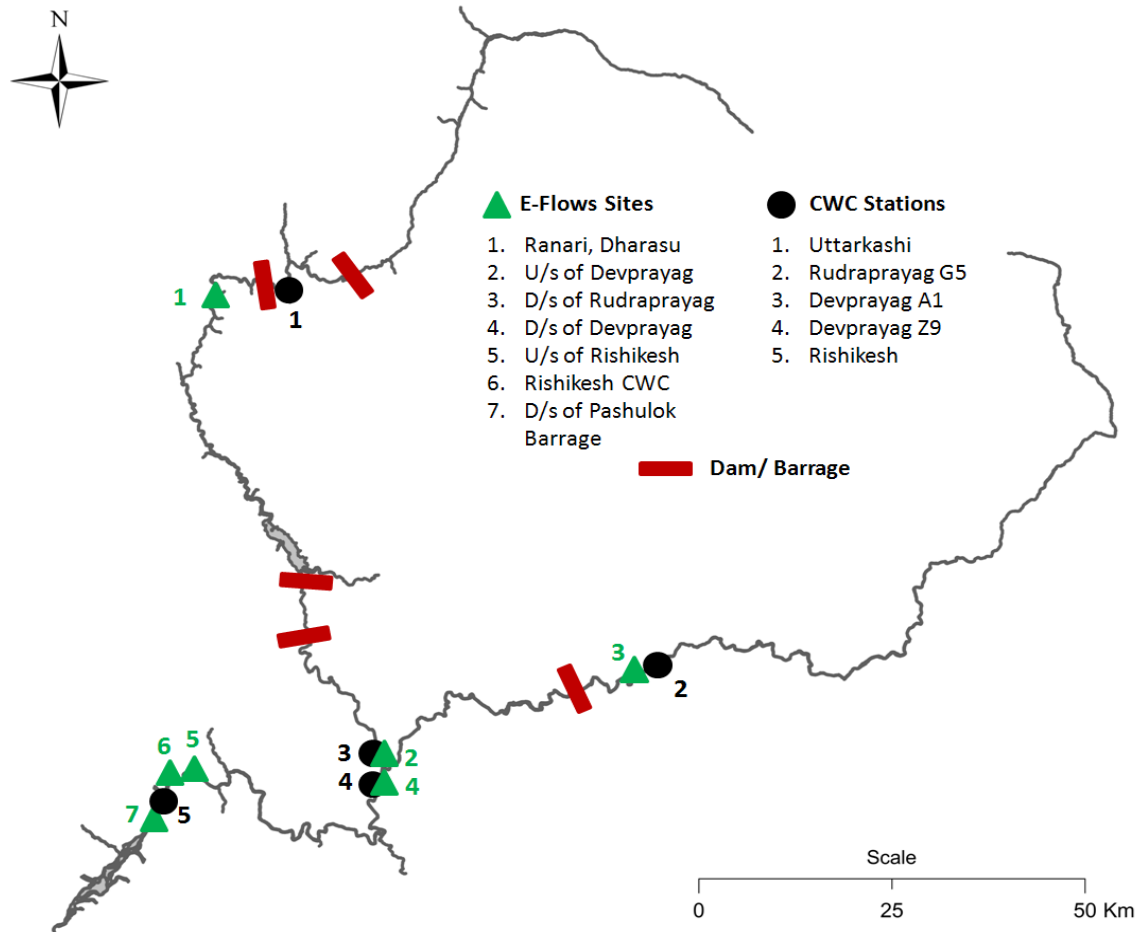 N
E-Flows Sites
1. Ranari, Dharasu
2. U/s of Devprayag
3. D/s of Rudraprayag
4. D/s of Devprayag
5. U/s of Rishikesh
6. Rishikesh CWC
7. D/s of Pashulok
Barrage
CWC Stations
1. Uttarkashi
2. Rudraprayag G5
3. Devprayag A1
4. Devprayag Z9
5. Rishikesh
Dam/ Barrage
1
1
3
2
3
2
4
4
5
6
5
7
Scale
0 25 50 Km